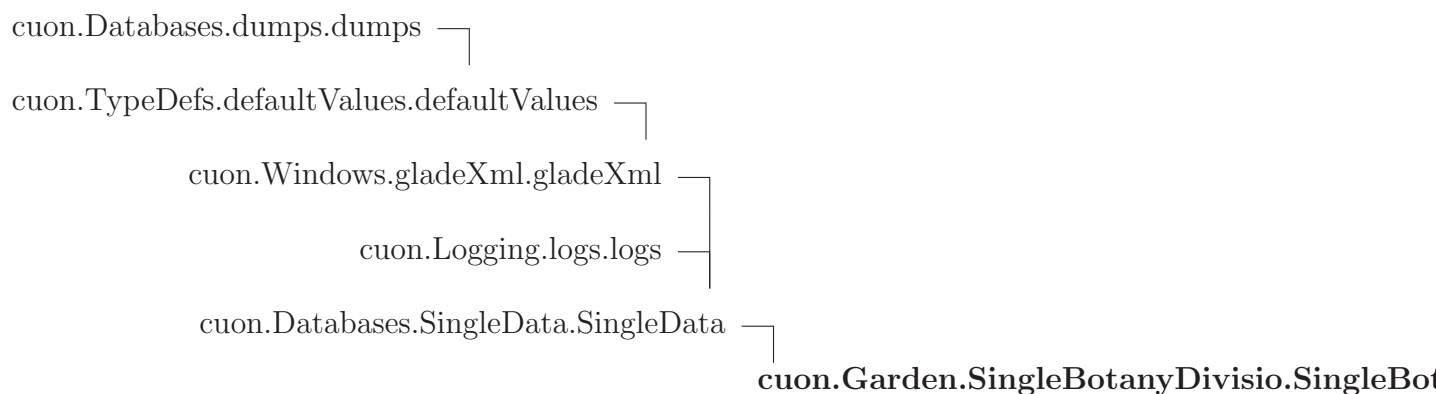 cuon.Databases.dumps.dumps
cuon.TypeDefs.defaultValues.defaultValues
cuon.Windows.gladeXml.gladeXml
cuon.Logging.logs.logs
cuon.Databases.SingleData.SingleData
cuon.Garden.SingleBotanyDivisio.SingleBot